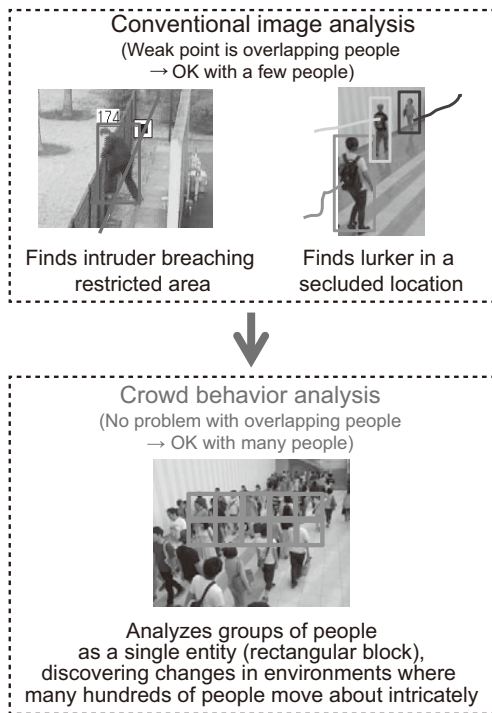 Conventional image analysis
(Weak point is overlapping people
→ OK with a few people)
174
Finds intruder breaching
restricted area
Finds lurker in a
secluded location
Crowd behavior analysis
(No problem with overlapping people
→ OK with many people)
Analyzes groups of people
as a single entity (rectangular block),
discovering changes in environments where
many hundreds of people move about intricately